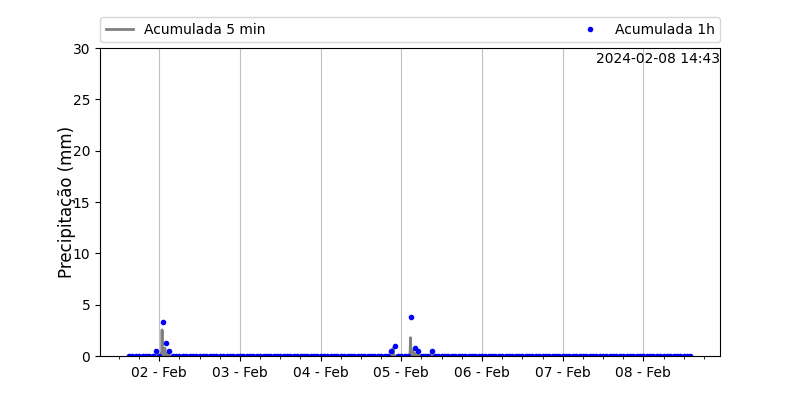 Acumulada 5 min
Acumulada 1h
2024-02-08 14:43
Precipitação (mm)
30
25
20
15
10
5
0
02 - Feb
03 - Feb
04 - Feb
05 - Feb
06 - Feb
07 - Feb
08 - Feb